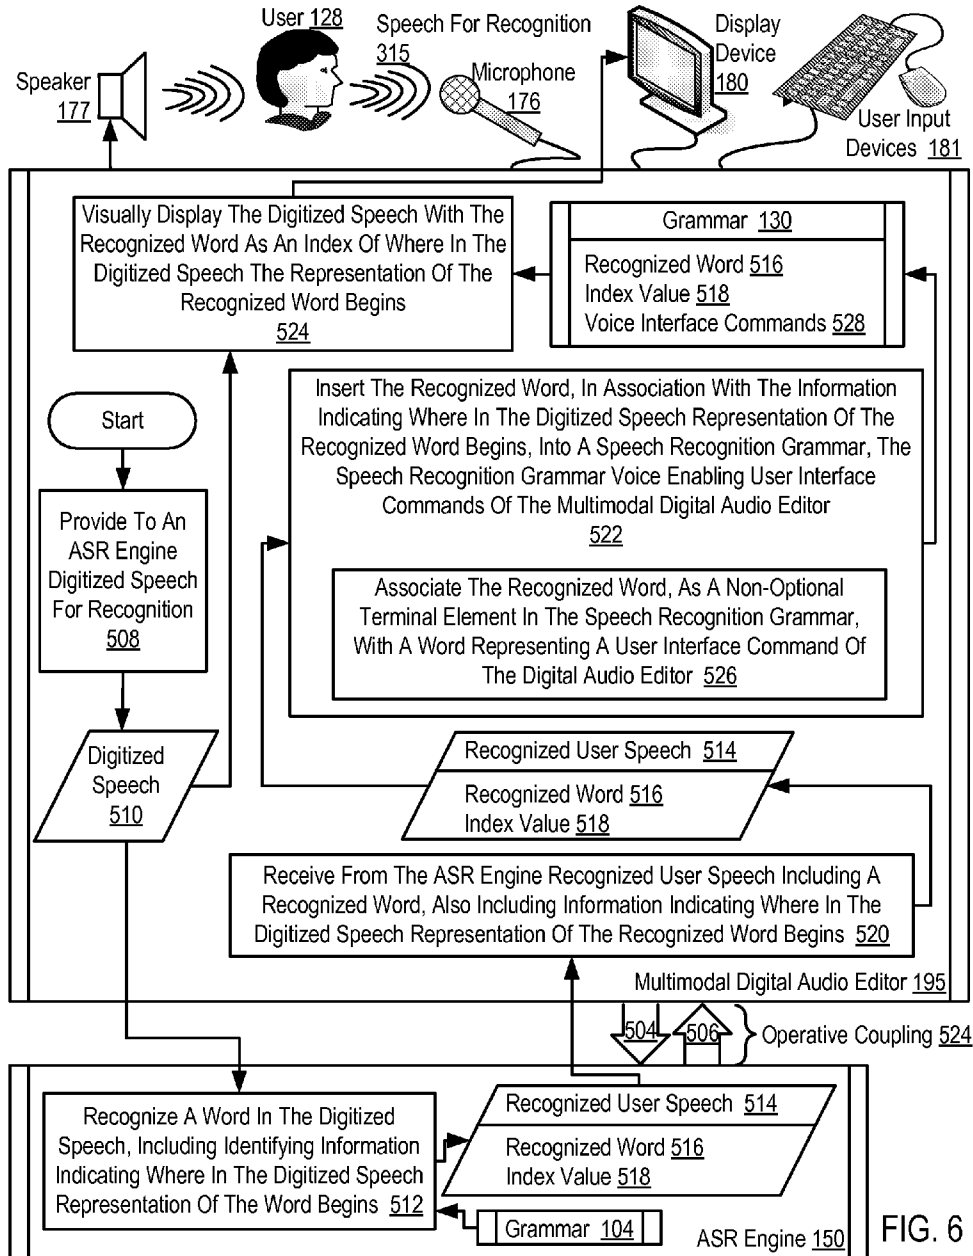 User 128
Speech For Recognition
315
Speaker
177
Microphone
176
Display
Device
180
User Input
Devices 181
Visually Display The Digitized Speech With The
Recognized Word As An Index Of Where In The
Digitized Speech The Representation Of The
Recognized Word Begins
524
Grammar 130
Recognized Word 516
Index Value 518
Voice Interface Commands 528
Start
Provide To An
ASR Engine
Digitized Speech
For Recognition
508
Insert The Recognized Word, In Association With The Information
Indicating Where In The Digitized Speech Representation Of The
Recognized Word Begins, Into A Speech Recognition Grammar, The
Speech Recognition Grammar Voice Enabling User Interface
Commands Of The Multimodal Digital Audio Editor
522
Associate The Recognized Word, As A Non-Optional
Terminal Element In The Speech Recognition Grammar,
With A Word Representing A User Interface Command Of
The Digital Audio Editor 526
Digitized
Speech
510
Recognized User Speech 514
Recognized Word 516
Index Value 518
Receive From The ASR Engine Recognized User Speech Including A
Recognized Word, Also Including Information Indicating Where In The
Digitized Speech Representation Of The Recognized Word Begins 520
Multimodal Digital Audio Editor 195
504
506
Operative Coupling 524
Recognize A Word In The Digitized
Speech, Including Identifying Information
Indicating Where In The Digitized Speech
Representation Of The Word Begins 512
Recognized User Speech 514
Recognized Word 516
Index Value 518
Grammar 104
ASR Engine 150
FIG. 6